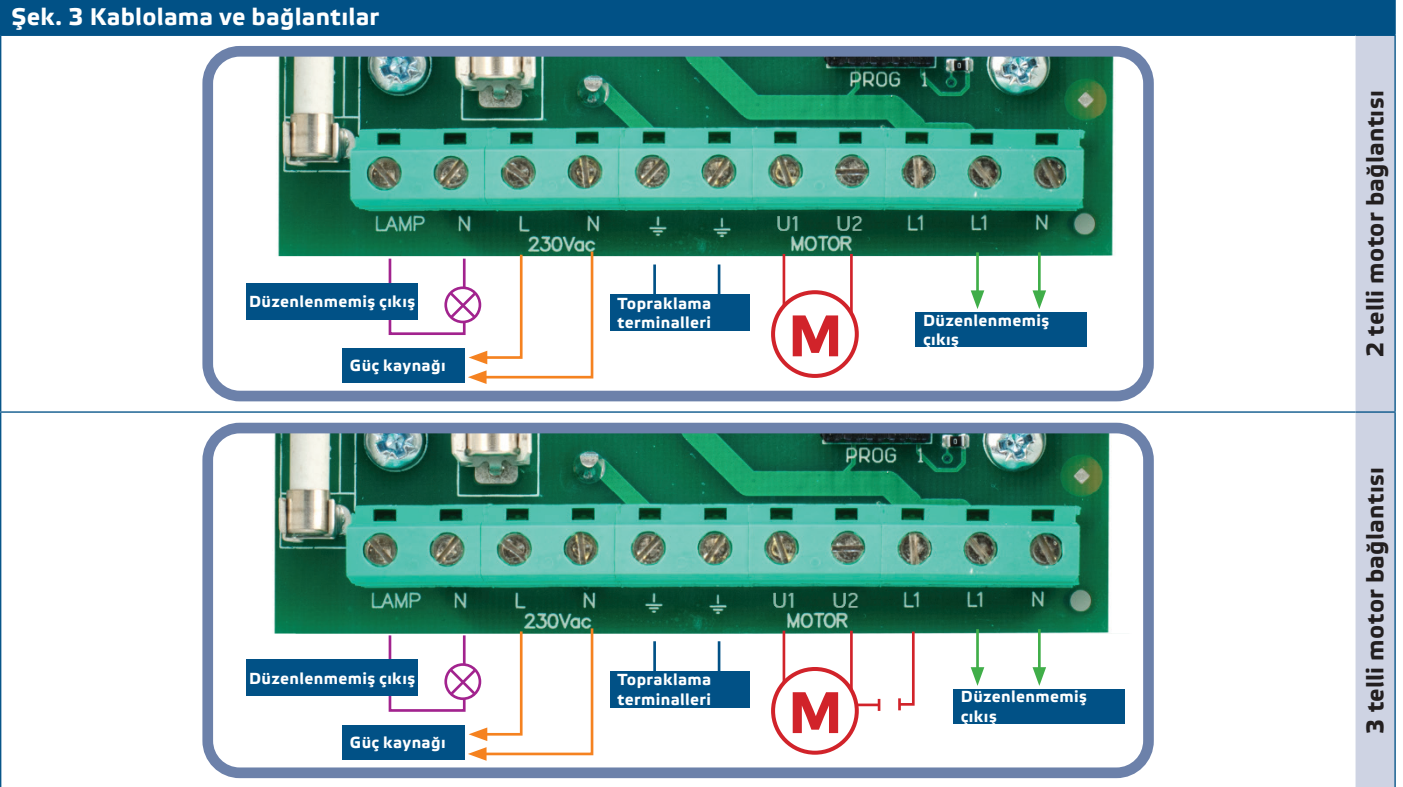 Şek. 3 Kablolama ve bağlantılar
PROG 1
LAMP N L N U1 U2 L1 L1 N
230Vac MOTOR
Düzenlenmemiş çıkış
Topraklama
terminalleri
M
Düzenlenmemiş
çıkış
Güç kaynağı
2 telli motor bağlantısı
PROG 1
LAMP N L N U1 U2 L1 L1 N
230Vac MOTOR
Düzenlenmemiş çıkış
Topraklama
terminalleri
M
Düzenlenmemiş
çıkış
Güç kaynağı
3 telli motor bağlantısı